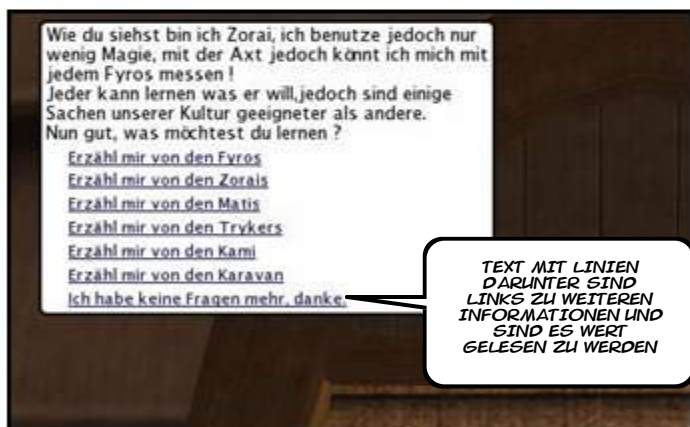 Wie du siehst bin ich Zorai, ich benutze jedoch nur
wenig Magie, mit der Axt jedoch könnt ich mich mit
jedem Fyros messen !
Jeder kann lernen was er will,jedoch sind einige
Sachen unserer Kultur geeigneter als andere.
Nun gut, was möchtest du lernen ?
Erzähl mir von den Fyros
Erzähl mir von den Zorais
Erzähl mir von den Matis
Erzähl mir von den Trykers
Erzähl mir von den Kami
Erzähl mir von den Karavan
Ich habe keine Fragen mehr, danke.
TEXT MIT LINIEN
DARUNTER SIND
LINKS ZU WEITEREN
INFORMATIONEN UND
SIND ES WERT
GELESEN ZU WERDEN